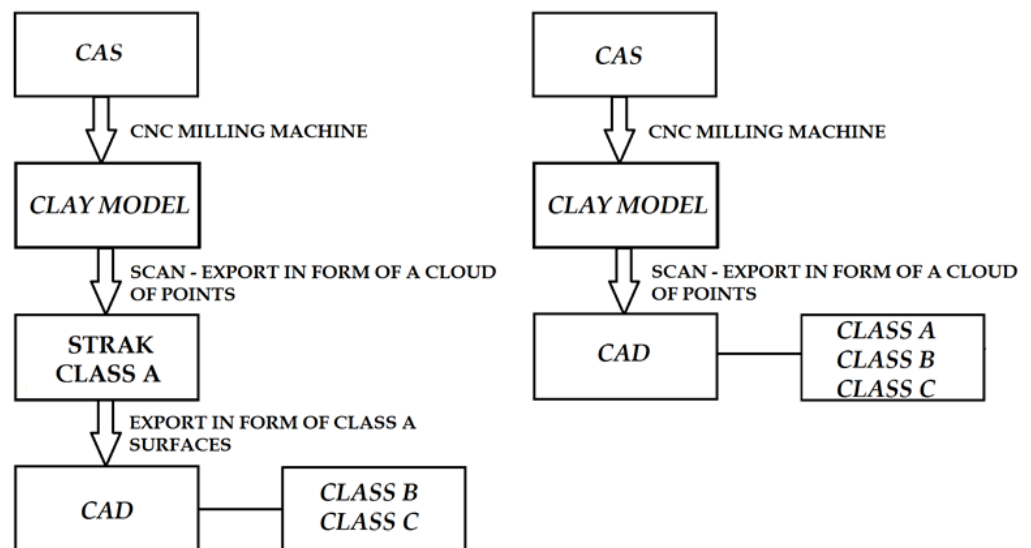 CAS
CNC MILLING MACHINE
CLAY MODEL
SCAN - EXPORT IN FORM OF A CLOUD
OF POINTS
STRAK
CLASS A
EXPORT IN FORM OF CLASS A
SURFACES
CAD
CLASS B
CLASS C
CAS
CNC MILLING MACHINE
CLAY MODEL
SCAN - EXPORT IN FORM OF A CLOUD
OF POINTS
CAD
CLASS A
CLASS B
CLASS C